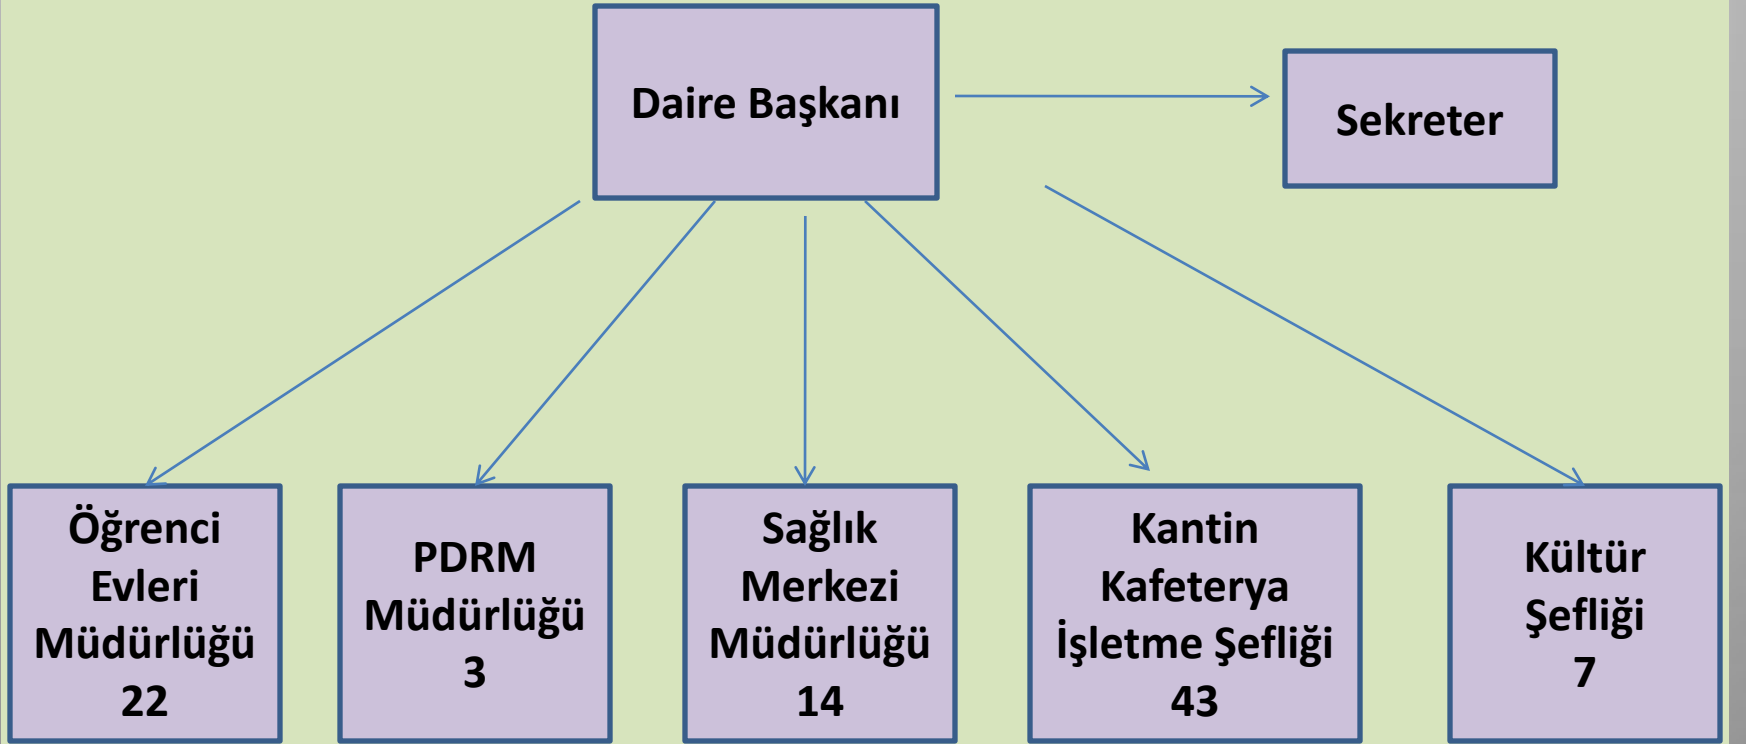 Daire Başkanı
Sekreter
Öğrenci
Evleri
Müdürlüğü
22
PDRM
Müdürlüğü
3
Sağlık
Merkezi
Müdürlüğü
14
Kantin
Kafeterya
İşletme Şefliği
43
Kültür
Şefliği
7